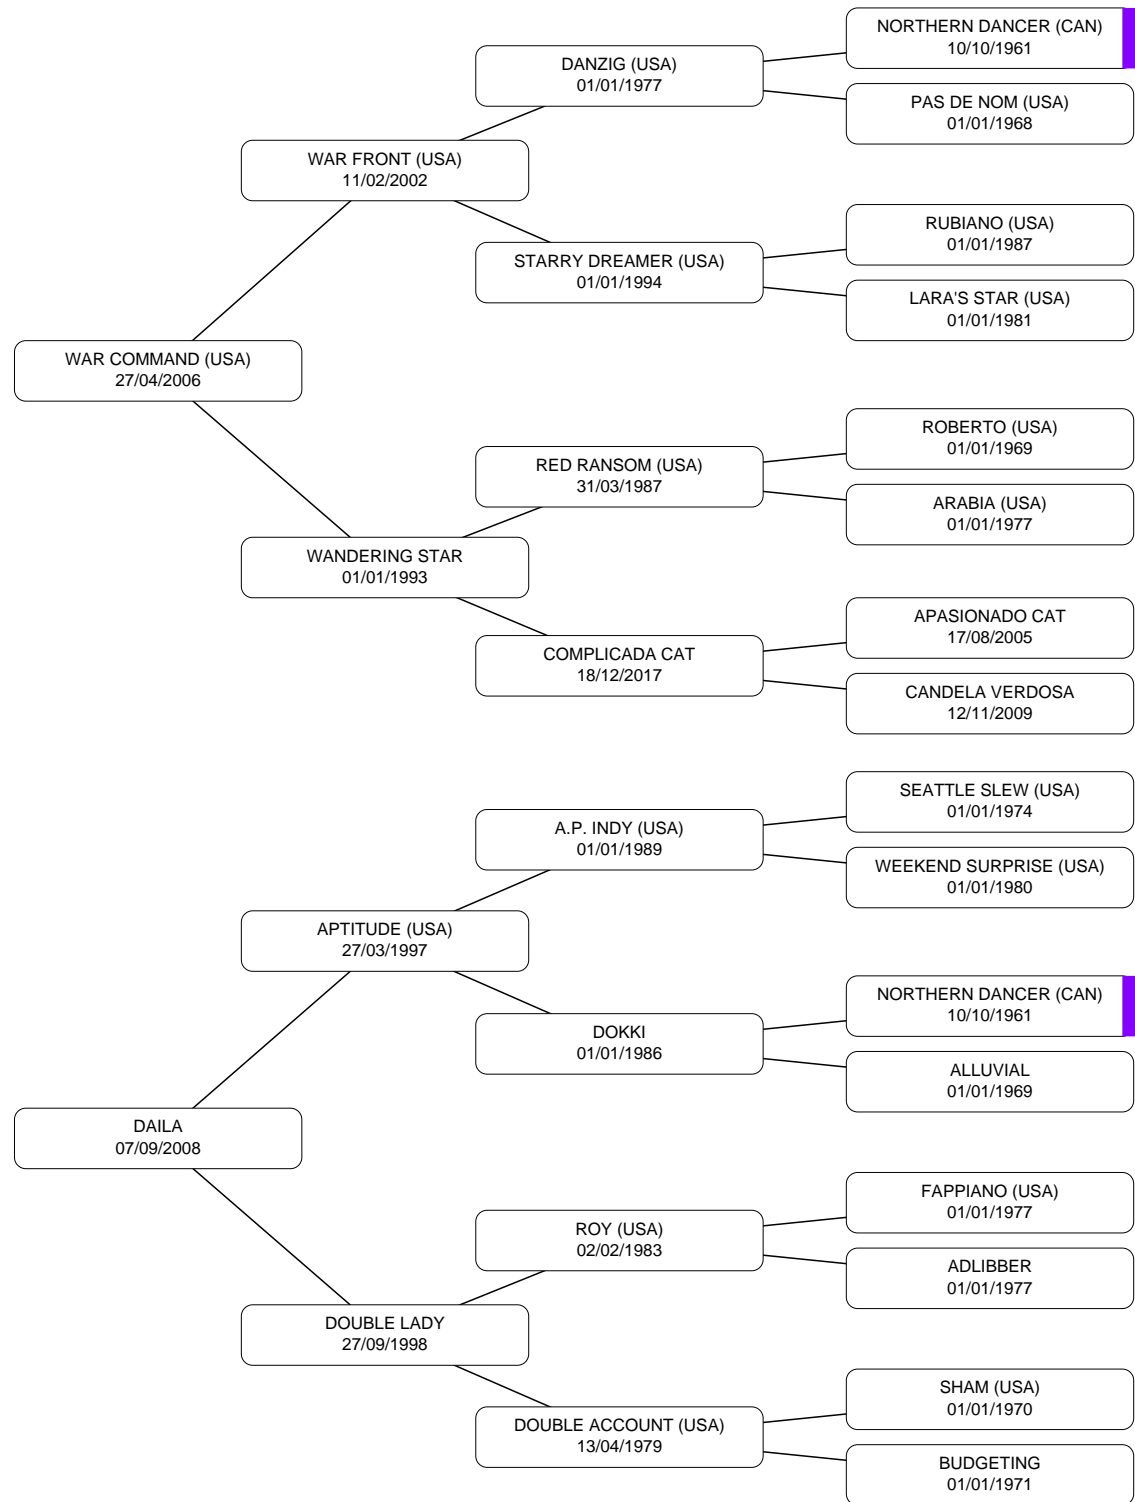 NORTHERN DANCER (CAN)
10/10/1961
DANZIG (USA)
01/01/1977
PAS DE NOM (USA)
01/01/1968
WAR FRONT (USA)
11/02/2002
RUBIANO (USA)
01/01/1987
STARRY DREAMER (USA)
01/01/1994
LARA'S STAR (USA)
01/01/1981
WAR COMMAND (USA)
27/04/2006
ROBERTO (USA)
01/01/1969
RED RANSOM (USA)
31/03/1987
ARABIA (USA)
01/01/1977
WANDERING STAR
01/01/1993
APASIONADO CAT
17/08/2005
COMPLICADA CAT
18/12/2017
CANDELA VERDOSA
12/11/2009
SEATTLE SLEW (USA)
01/01/1974
A.P. INDY (USA)
01/01/1989
WEEKEND SURPRISE (USA)
01/01/1980
APTITUDE (USA)
27/03/1997
NORTHERN DANCER (CAN)
10/10/1961
DOKKI
01/01/1986
ALLUVIAL
01/01/1969
DAILA
07/09/2008
FAPPIANO (USA)
01/01/1977
ROY (USA)
02/02/1983
ADLIBBER
01/01/1977
DOUBLE LADY
27/09/1998
SHAM (USA)
01/01/1970
DOUBLE ACCOUNT (USA)
13/04/1979
BUDGETING
01/01/1971